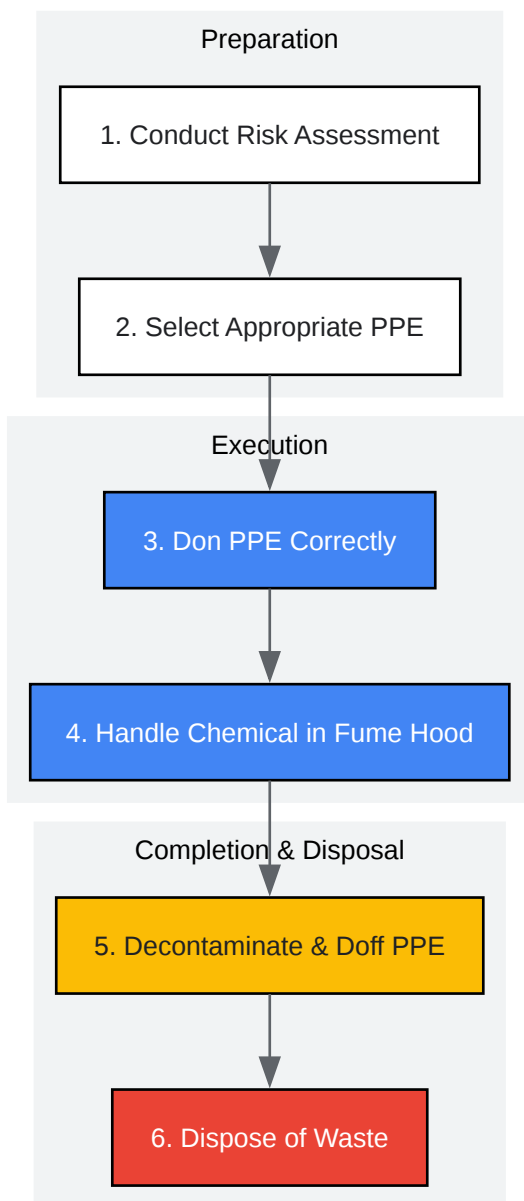 Preparation
1. Conduct Risk Assessment
2. Select Appropriate PPE
Execution
3. Don PPE Correctly
4. Handle Chemical in Fume Hood
Completion & Disposal
5. Decontaminate & Doff PPE
6. Dispose of Waste